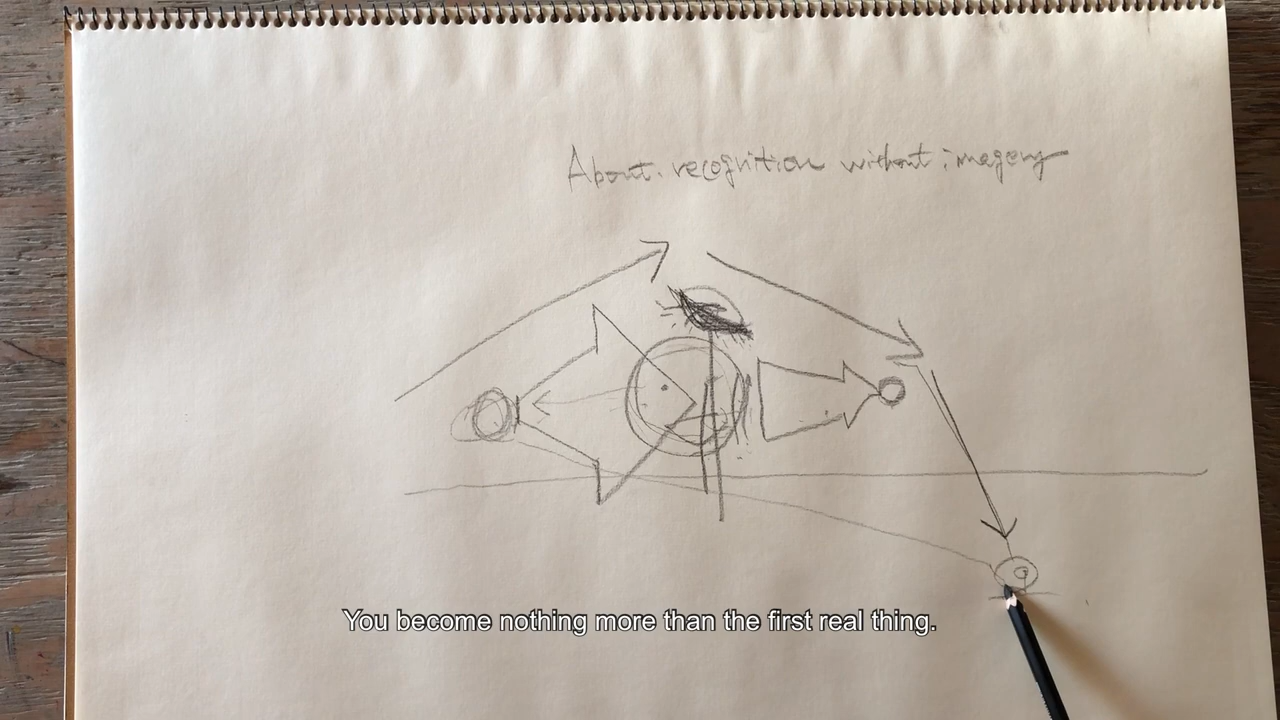 About. recognition without imagery
You become nothing more than the first real thing.